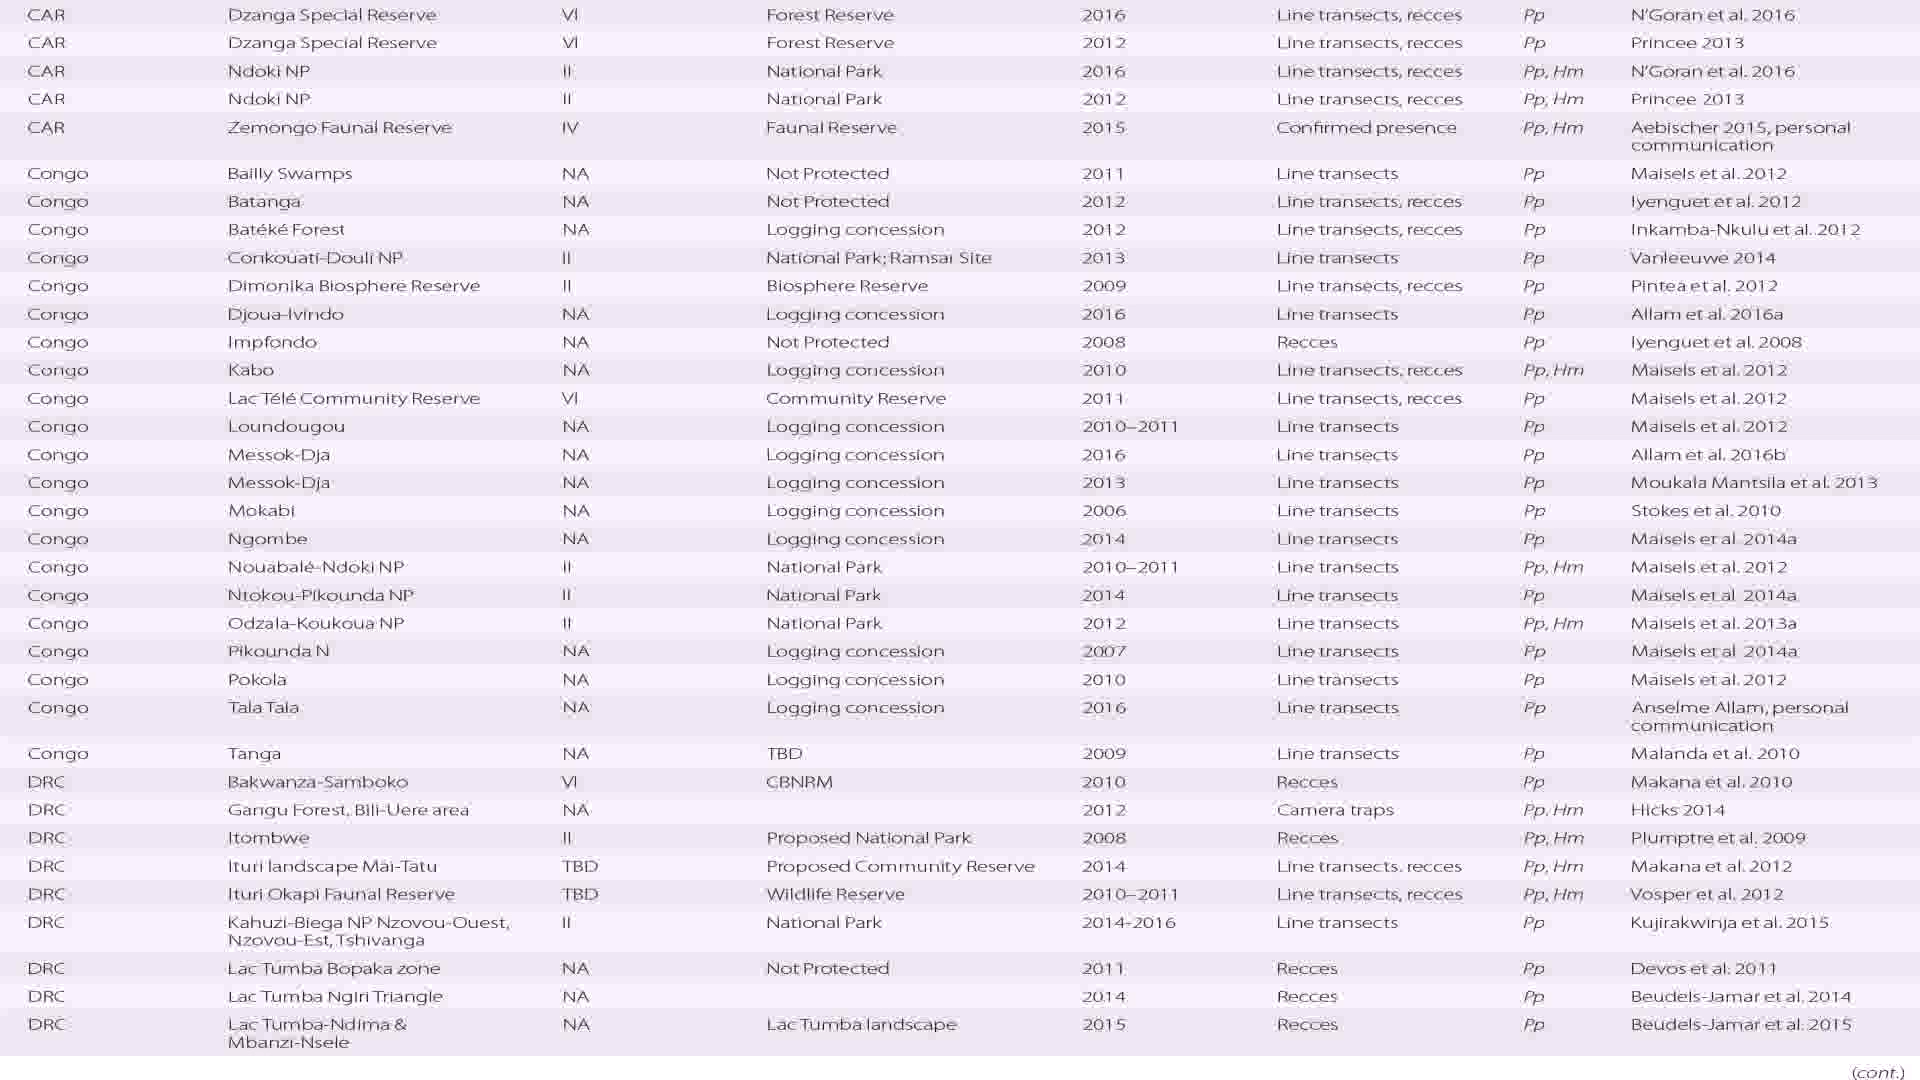 CAR Dzanga Special Reserve VI Forest Reserve 2016 Line transects, recces Pp N'Goran et al. 2016
CAR Dzanga Special Reserve VI Forest Reserve 2012 Line transects, recces Pp Princee 2013
CAR Ndoki NP II National Park 2016 Line transects, recces Pp, Hm N'Goran et al. 2016
CAR Ndoki NP II National Park 2012 Line transects, recces Pp, Hm Princee 2013
CAR Zemongo Faunal Reserve IV Faunal Reserve 2015 Confirmed presence Pp, Hm Aebischer 2015, personal
communication
Congo Bailly Swamps NA Not Protected 2011 Line transects Pp Maisels et al. 2012
Congo Batanga NA Not Protected 2012 Line transects, recces Pp Iyenguet et al. 2012
Congo Batéké Forest NA Logging concession 2012 Line transects, recces Pp Inkamba-Nkulu et al. 2012
Congo Conkouati-Douli NP II National Park; Ramsar Site 2013 Line transects Pp Vanleeuwe 2014
Congo Dimonika Biosphere Reserve II Biosphere Reserve 2009 Line transects, recces Pp Pintea et al. 2012
Congo Djoua-Ivindo NA Logging concession 2016 Line transects Pp Allam et al. 2016a
Congo Impfondo NA Not Protected 2008 Recces Pp Iyenguet et al. 2008
Congo Kabo NA Logging concession 2010 Line transects, recces Pp, Hm Maisels et al. 2012
Congo Lac Télé Community Reserve VI Community Reserve 2011 Line transects, recces Pp Maisels et al. 2012
Congo Loundougou NA Logging concession 2010–2011 Line transects Pp Maisels et al. 2012
Congo Messok-Dja NA Logging concession 2016 Line transects Pp Allam et al. 2016b
Congo Messok-Dja NA Logging concession 2013 Line transects Pp Moukala Mantsila et al. 2013
Congo Mokabi NA Logging concession 2006 Line transects Pp Stokes et al. 2010
Congo Ngombe NA Logging concession 2014 Line transects Pp Maisels et al. 2014a
Congo Nouabalé-Ndoki NP II National Park 2010–2011 Line transects Pp, Hm Maisels et al. 2012
Congo Ntokou-Pikounda NP II National Park 2014 Line transects Pp Maisels et al. 2014a
Congo Odzala-Koukoua NP II National Park 2012 Line transects Pp, Hm Maisels et al. 2013a
Congo Pikounda N NA Logging concession 2007 Line transects Pp Maisels et al. 2014a
Congo Pokola NA Logging concession 2010 Line transects Pp Maisels et al. 2012
Congo Tala Tala NA Logging concession 2016 Line transects Pp Anselme Allam, personal
communication
Congo Tanga NA TBD 2009 Line transects Pp Malanda et al. 2010
DRC Bakwanza-Samboko VI CBNRM 2010 Recces Pp Makana et al. 2010
DRC Gangu Forest, Bili-Uere area NA 2012 Camera traps Pp, Hm Hicks 2014
DRC Itombwe II Proposed National Park 2008 Recces Pp, Hm Plumptre et al. 2009
DRC Ituri landscape Mai-Tatu TBD Proposed Community Reserve 2014 Line transects, recces Pp, Hm Makana et al. 2012
DRC Ituri Okapi Faunal Reserve TBD Wildlife Reserve 2010–2011 Line transects, recces Pp, Hm Vosper et al. 2012
DRC Kahuzi-Biega NP Nzovou-Ouest, II National Park 2014-2016 Line transects Pp Kujirakwinja et al. 2015
Nzovou-Est, Tshivanga
DRC Lac Tumba Bopaka zone NA Not Protected 2011 Recces Pp Devos et al. 2011
DRC Lac Tumba Ngiri Triangle NA 2014 Recces Pp Beudels-Jamar et al. 2014
DRC Lac Tumba-Ndima & NA Lac Tumba landscape 2015 Recces Pp Beudels-Jamar et al. 2015
Mbanzi-Nsele
(cont.)